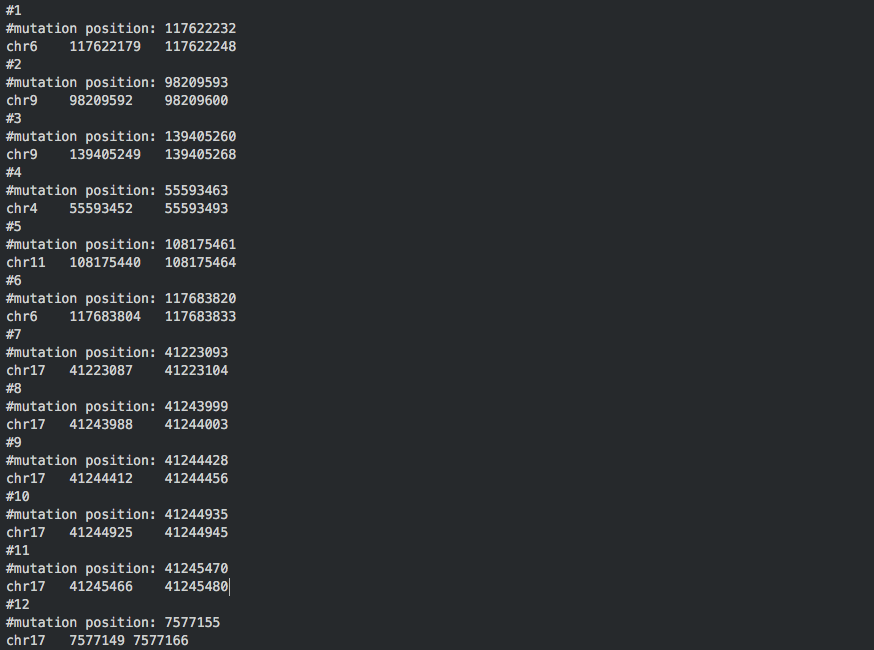 #1
#mutation position: 117622232
chr6 117622179 117622248
#2
#mutation position: 98209593
chr9 98209592 98209600
#3
#mutation position: 139405260
chr9 139405249 139405268
#4
#mutation position: 55593463
chr4 55593452 55593493
#5
#mutation position: 108175461
chr11 108175440 108175464
#6
#mutation position: 117683820
chr6 117683804 117683833
#7
#mutation position: 41223093
chr17 41223087 41223104
#8
#mutation position: 41243999
chr17 41243988 41244003
#9
#mutation position: 41244428
chr17 41244412 41244456
#10
#mutation position: 41244935
chr17 41244925 41244945
#11
#mutation position: 41245470
chr17 41245466 41245480
#12
#mutation position: 7577155
chr17 7577149 7577166